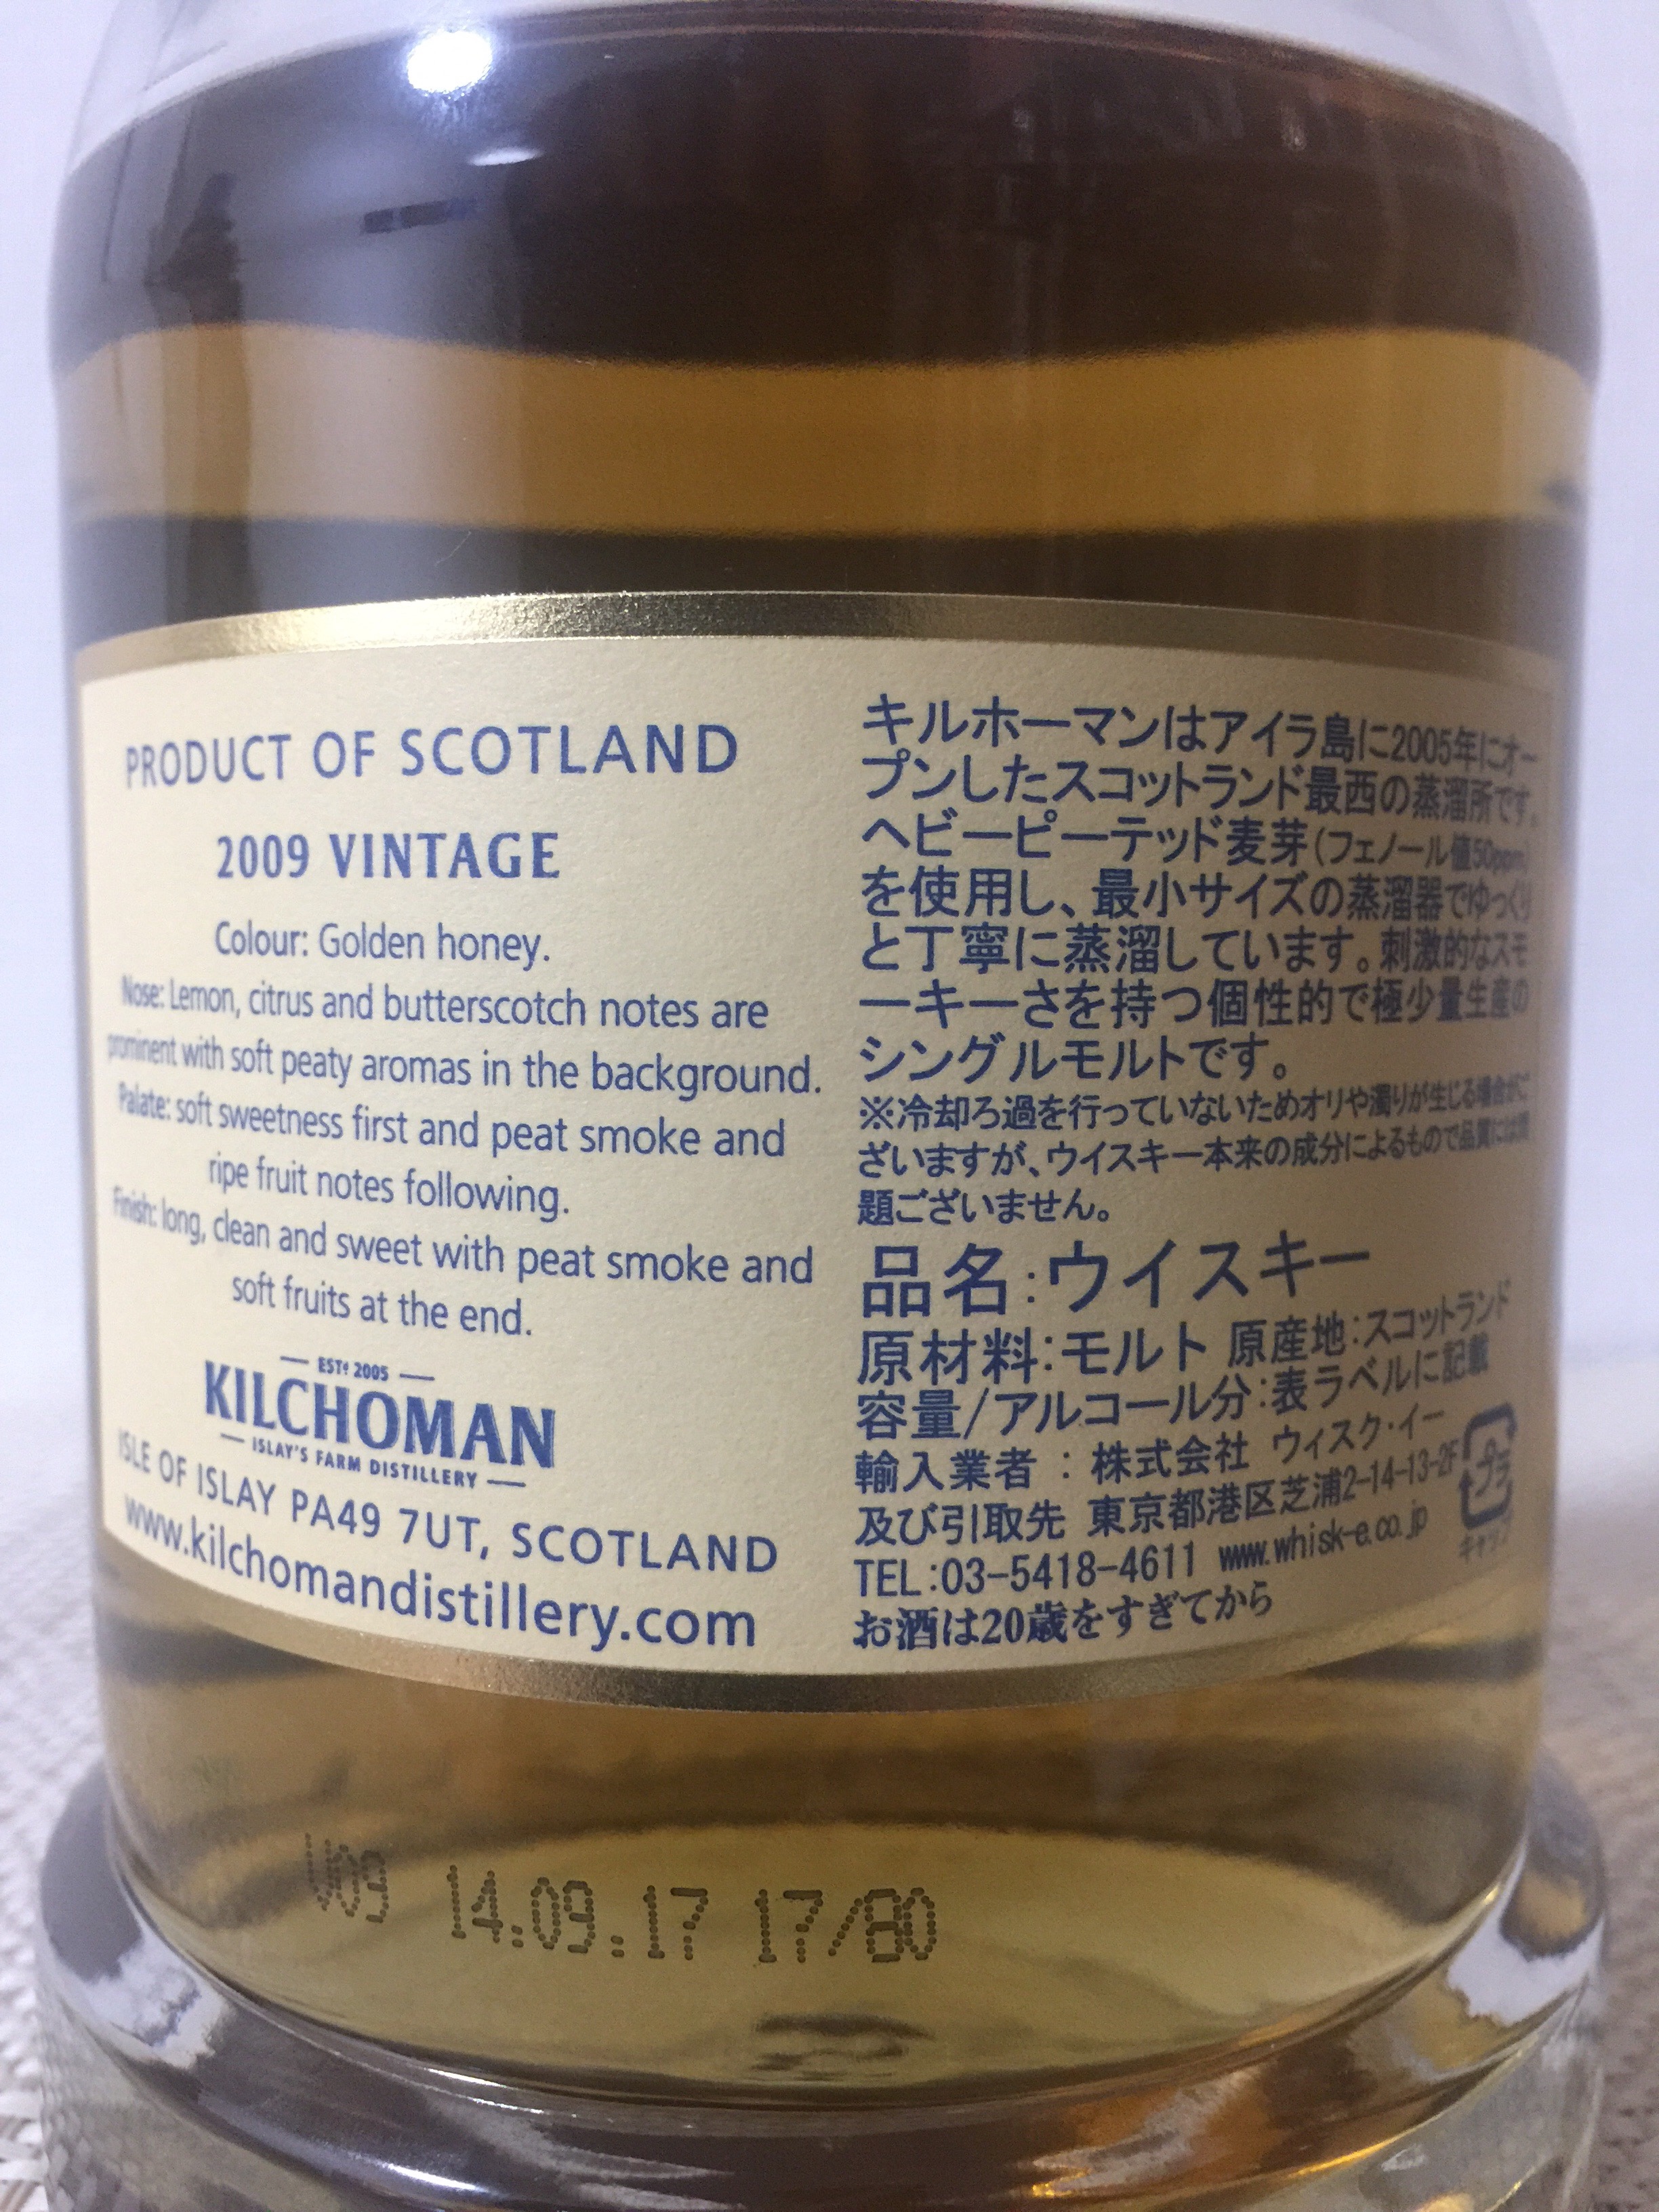 PRODUCT OF SCOTLAND
2009 VINTAGE
Colour: Golden honey.
Nose: Lemon, citrus and butterscotch notes are
prominent with soft peaty aromas in the background.
Palate: soft sweetness first and peat smoke and
ripe fruit notes following.
Finish: long, clean and sweet with peat smoke and
soft fruits at the end.
ESTd 2005
KILCHOMAN
ISLAY'S FARM DISTILLERY
ISLE OF ISLAY PA49 7UT, SCOTLAND
www.kilchomandistillery.com
キルホーマンはアイラ島に2005年にオー
プンしたスコットランド最西の蒸溜所です。
ヘビーピーテッド麦芽(フェノール値50ppm)
を使用し、最小サイズの蒸溜器でゆっくり
と丁寧に蒸溜しています。刺激的なスモ
ーキーさを持つ個性的で極少量生産の
シングルモルトです。
※冷却ろ過を行っていないためオリや濁りが生じる場合がご
ざいますが、ウイスキー本来の成分によるもので品質には問
題ございません。
品名:ウイスキー
原材料:モルト 原産地:スコットランド
容量/アルコール分:表ラベルに記載
輸入業者 : 株式会社 ウィスク・イー
及び引取先 東京都港区芝浦2-14-13-2F
TEL:03-5418-4611 www.whisk-e.co.jp
お酒は20歳をすぎてから
プラ
キャップ
14.09.17 17/80